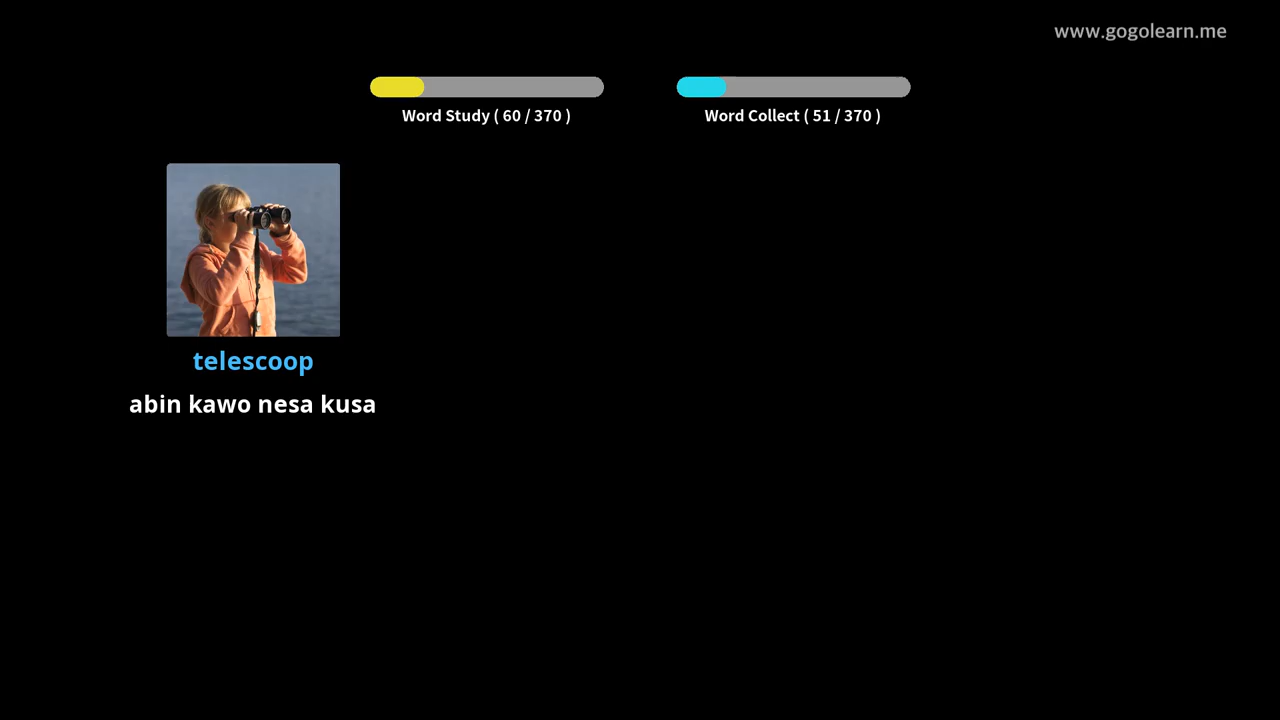 www.gogolearn.me
Word Study ( 60 / 370 )
Word Collect ( 51 / 370 )
telescoop
abin kawo nesa kusa